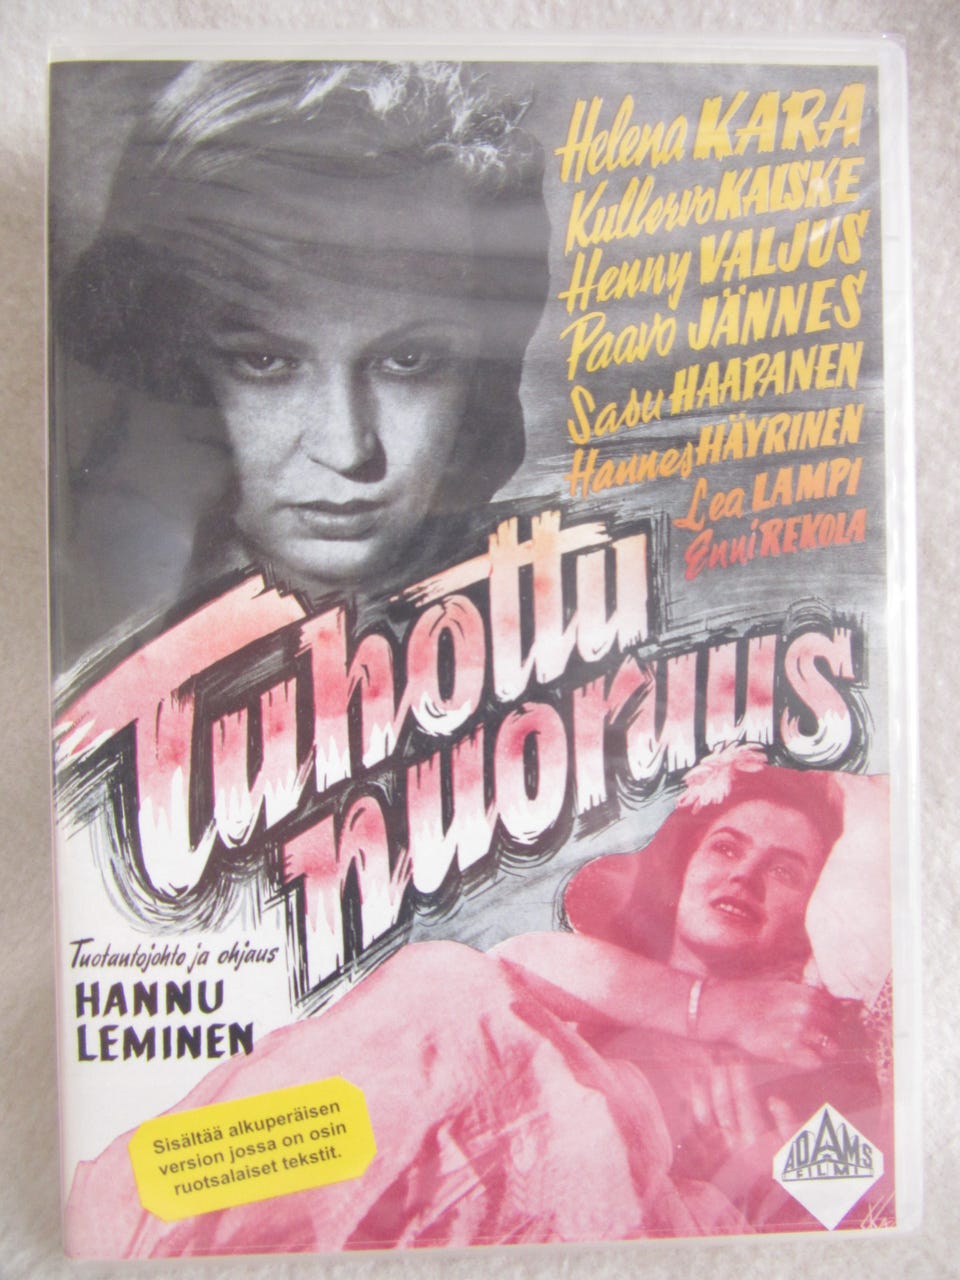 Helena KARA
Kullervo KALSKE
Henny VALJUS
Paavo JÄNNES
Sasu HAAPANEN
Hannes HÄYRINEN
Lea LAMPI
Enni REKOLA
Tuhottu
nuoruus
Tuotantojohto ja ohjaus
HANNU
LEMINEN
Sisältää alkuperäisen
version jossa on osin
ruotsalaiset tekstit.
ADAMS
FILMI